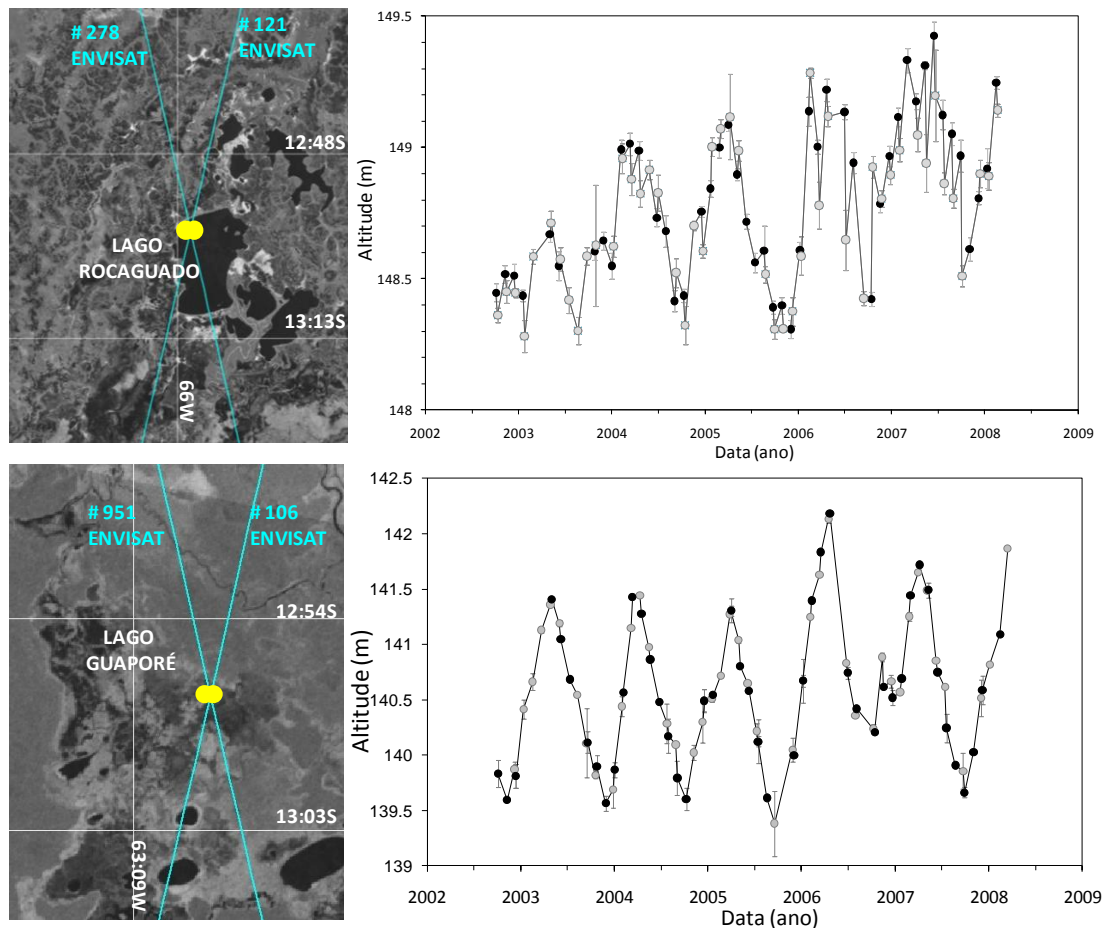 # 278
ENVISAT
# 121
ENVISAT
12:48S
LAGO
ROCAGUADO
13:13S
66W
Altitude (m)
149.5
149
148.5
148
2002 2003 2004 2005 2006 2007 2008 2009
Data (ano)
# 951
ENVISAT
# 106
ENVISAT
12:54S
LAGO
GUAPORÉ
13:03S
63:09W
Altitude (m)
142.5
142
141.5
141
140.5
140
139.5
139
2002 2003 2004 2005 2006 2007 2008 2009
Data (ano)